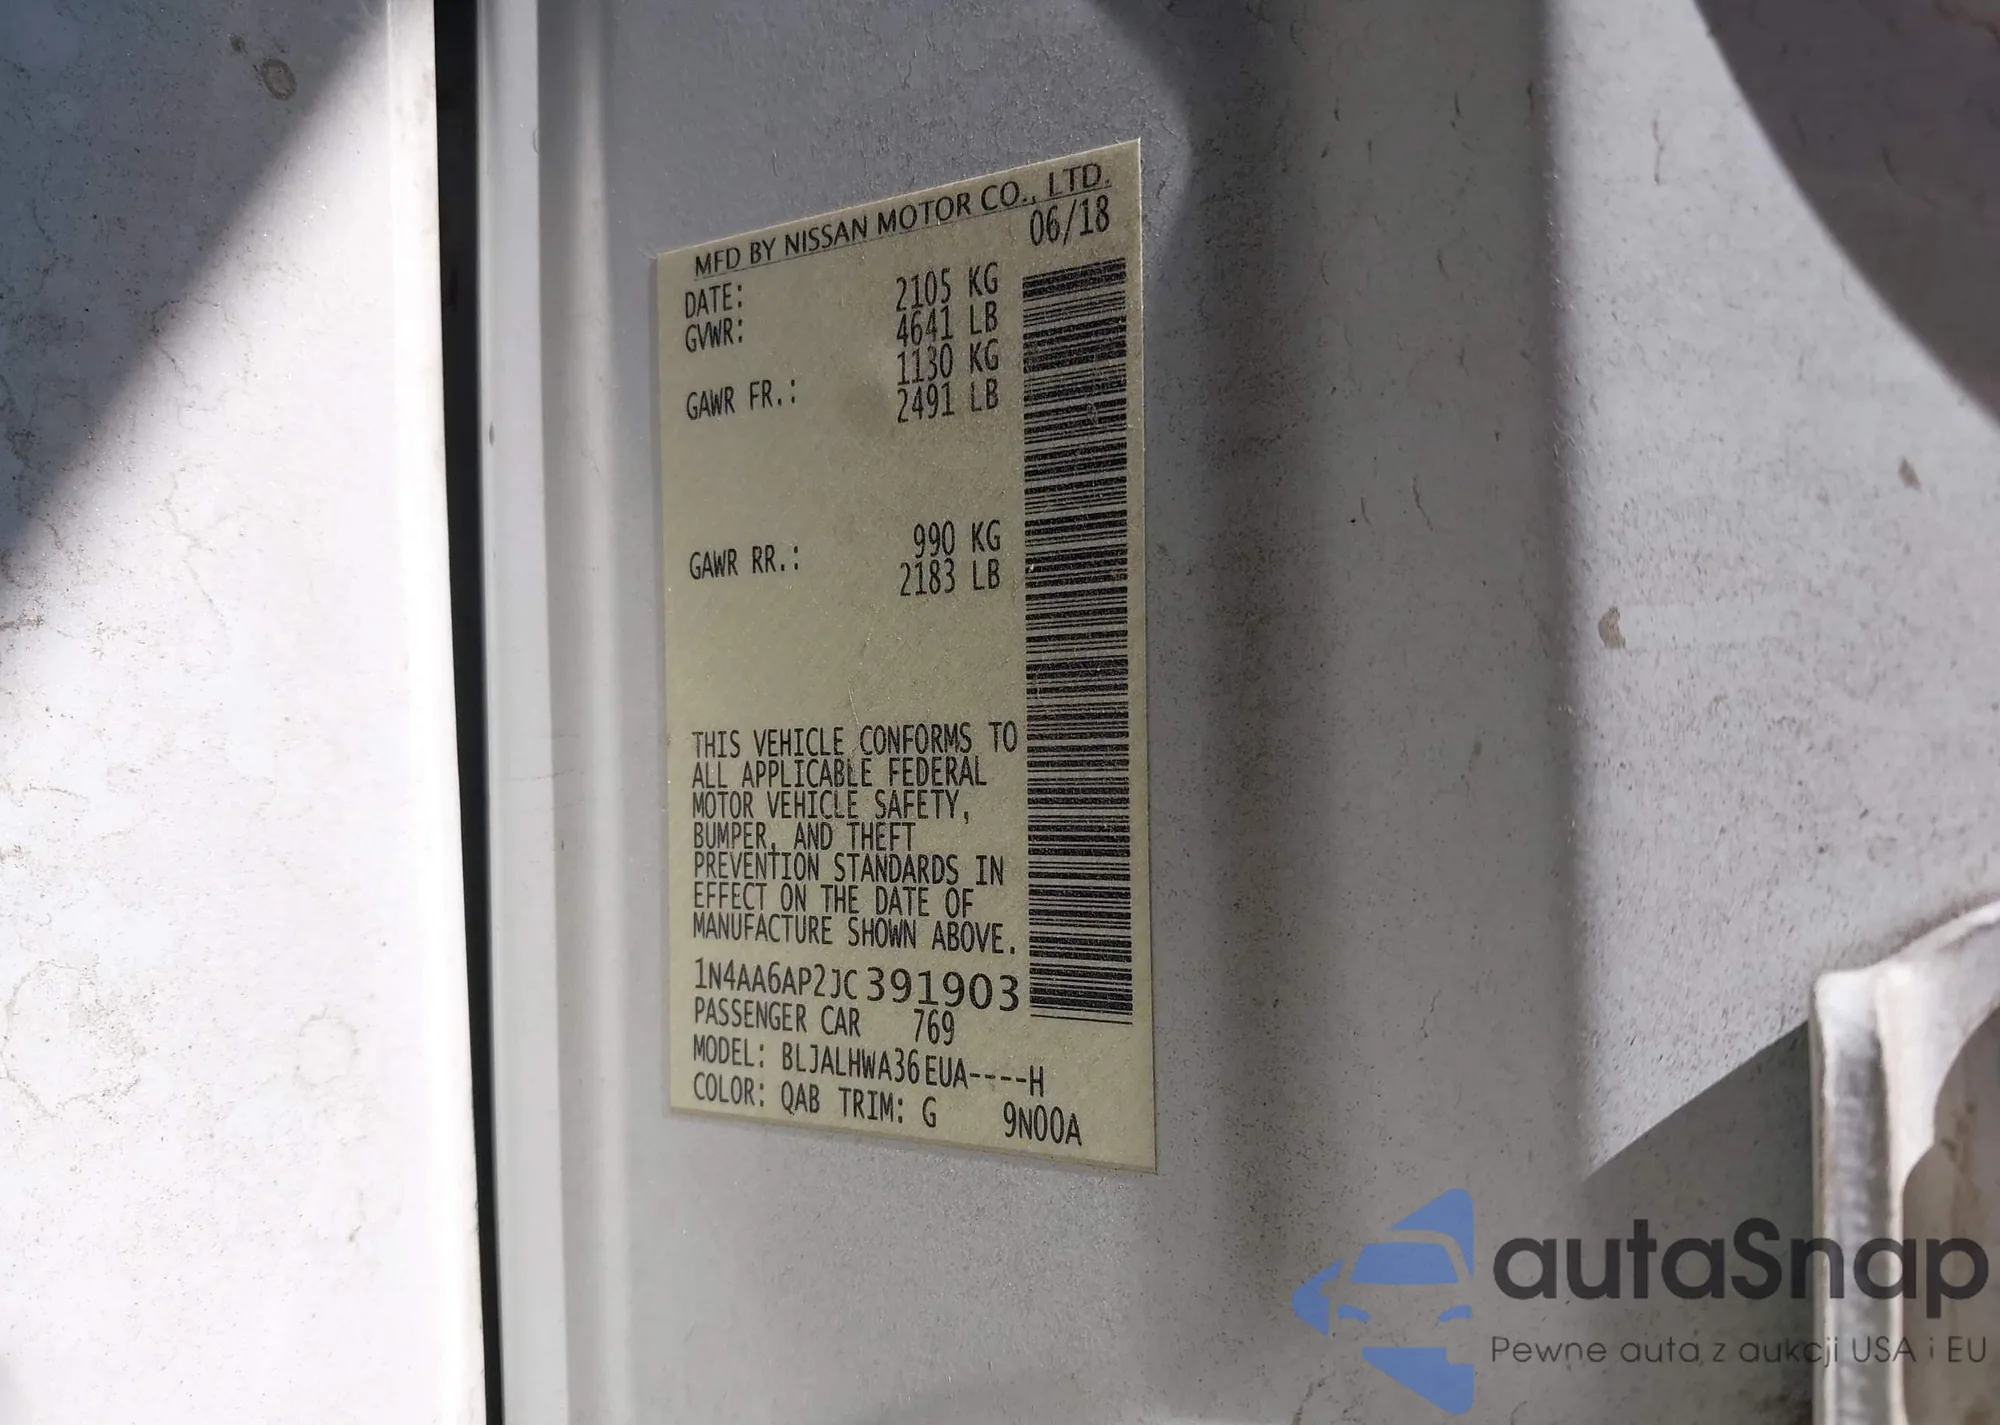 MFD BY NISSAN MOTOR CO., LTD.
DATE: 06/18
GVWR: 2105 KG
4641 LB
GAWR FR.: 1130 KG
2491 LB
GAWR RR.: 990 KG
2183 LB
THIS VEHICLE CONFORMS TO
ALL APPLICABLE FEDERAL
MOTOR VEHICLE SAFETY,
BUMPER, AND THEFT
PREVENTION STANDARDS IN
EFFECT ON THE DATE OF
MANUFACTURE SHOWN ABOVE.
1N4AA6AP2JC391903
PASSENGER CAR 769
MODEL: BLJALHWA36EUA----H
COLOR: QAB TRIM: G 9N00A
autaSnap
Pewne auta z aukcji USA i EU